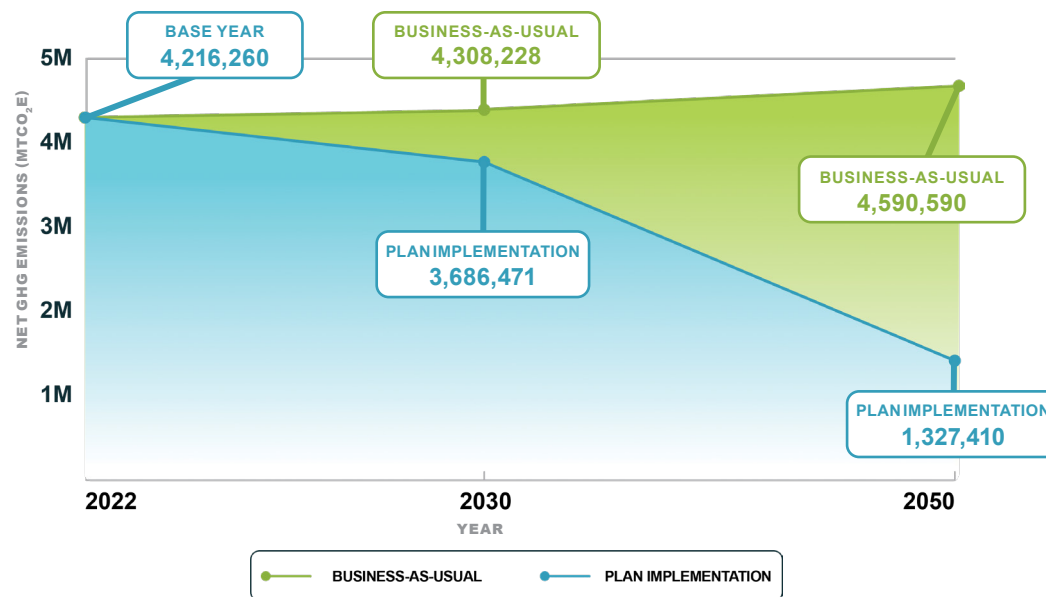 BASE YEAR
4,216,260
BUSINESS-AS-USUAL
4,308,228
5M
4M
3M
2M
1M
NET GHG EMISSIONS (MTCO₂E)
BUSINESS-AS-USUAL
4,590,590
PLAN IMPLEMENTATION
3,686,471
PLAN IMPLEMENTATION
1,327,410
2022
2030
2050
YEAR
BUSINESS-AS-USUAL
PLAN IMPLEMENTATION